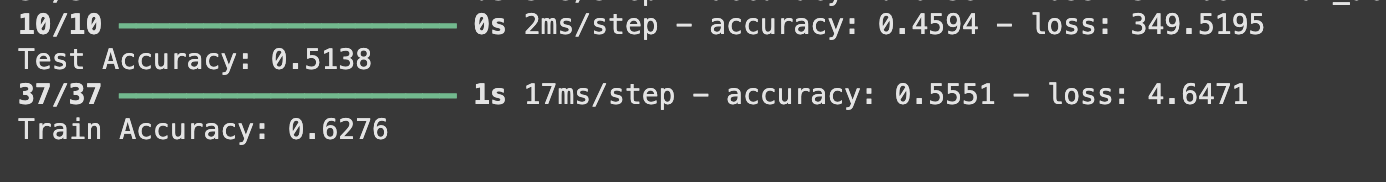 10/10 ━━━━━━━━━━━━━━━━━━━━ 0s 2ms/step - accuracy: 0.4594 - loss: 349.5195
Test Accuracy: 0.5138
37/37 ━━━━━━━━━━━━━━━━━━━━ 1s 17ms/step - accuracy: 0.5551 - loss: 4.6471
Train Accuracy: 0.6276